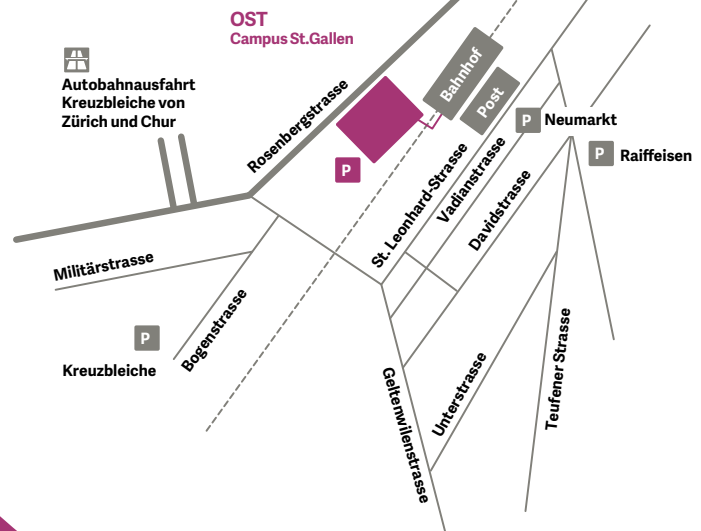 OST
Campus St.Gallen
Autobahnausfahrt
Kreuzbleiche von
Zürich und Chur
Rosenbergstrasse
Bahnhof
Post
P
Neumarkt
P
Raiffeisen
P
St. Leonhard-Strasse
Vadianstrasse
Davidstrasse
Militärstrasse
Bogenstrasse
P
Kreuzbleiche
Geltenwilenstrasse
Unterstrasse
Teufener Strasse